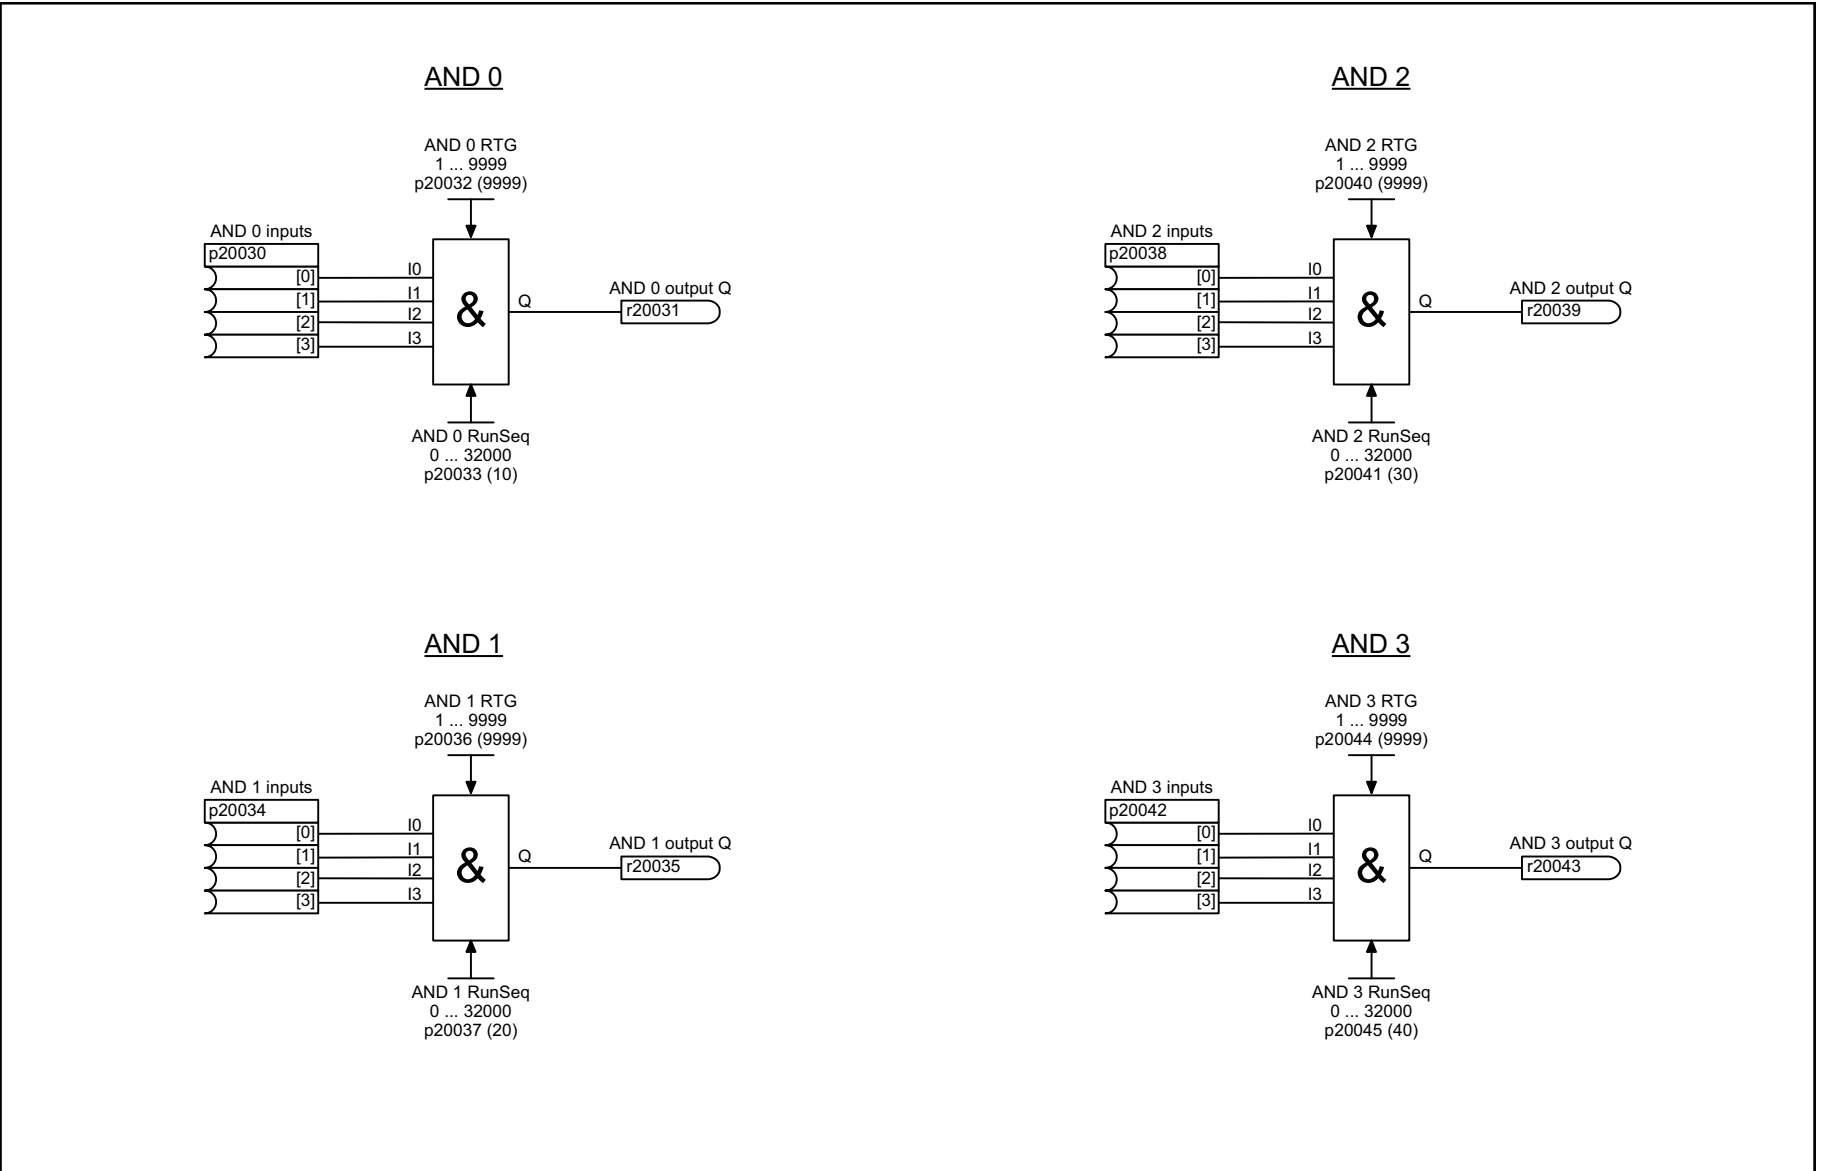 AND 0
AND 0 RTG
1 ... 9999
p20032 (9999)
AND 0 inputs
p20030
[0]
[1]
[2]
[3]
I0
I1
I2
I3
&
Q
AND 0 output Q
r20031
AND 0 RunSeq
0 ... 32000
p20033 (10)
AND 2
AND 2 RTG
1 ... 9999
p20040 (9999)
AND 2 inputs
p20038
[0]
[1]
[2]
[3]
I0
I1
I2
I3
&
Q
AND 2 output Q
r20039
AND 2 RunSeq
0 ... 32000
p20041 (30)
AND 1
AND 1 RTG
1 ... 9999
p20036 (9999)
AND 1 inputs
p20034
[0]
[1]
[2]
[3]
I0
I1
I2
I3
&
Q
AND 1 output Q
r20035
AND 1 RunSeq
0 ... 32000
p20037 (20)
AND 3
AND 3 RTG
1 ... 9999
p20044 (9999)
AND 3 inputs
p20042
[0]
[1]
[2]
[3]
I0
I1
I2
I3
&
Q
AND 3 output Q
r20043
AND 3 RunSeq
0 ... 32000
p20045 (40)